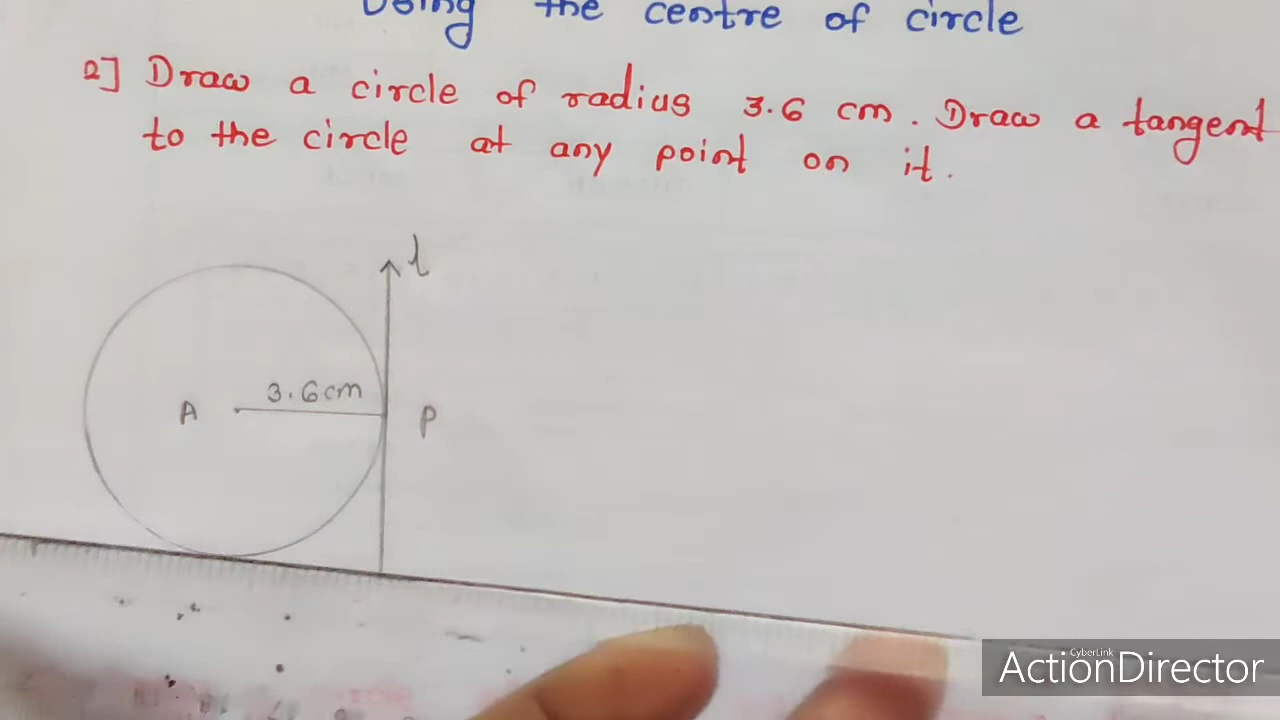 Using the centre of circle
2] Draw a circle of radius 3.6 cm. Draw a tangent
to the circle at any point on it.
l
3.6cm
A
P
CyberLink
ActionDirector